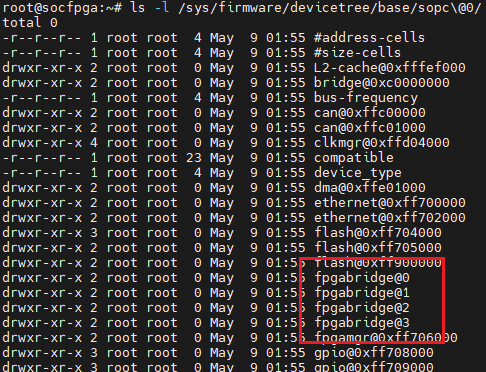 root@socfpga:~# ls -l /sys/firmware/devicetree/base/sopc\@0/
total 0
-r--r--r-- 1 root root  4 May  9 01:55 #address-cells
-r--r--r-- 1 root root  4 May  9 01:55 #size-cells
drwxr-xr-x 2 root root  0 May  9 01:55 L2-cache@0xfffef000
drwxr-xr-x 2 root root  0 May  9 01:55 bridge@0xc0000000
-r--r--r-- 1 root root  4 May  9 01:55 bus-frequency
drwxr-xr-x 2 root root  0 May  9 01:55 can@0xffc00000
drwxr-xr-x 2 root root  0 May  9 01:55 can@0xffc01000
drwxr-xr-x 4 root root  0 May  9 01:55 clkmgr@0xffd04000
-r--r--r-- 1 root root 23 May  9 01:55 compatible
-r--r--r-- 1 root root  4 May  9 01:55 device_type
drwxr-xr-x 2 root root  0 May  9 01:55 dma@0xffe01000
drwxr-xr-x 2 root root  0 May  9 01:55 ethernet@0xff700000
drwxr-xr-x 2 root root  0 May  9 01:55 ethernet@0xff702000
drwxr-xr-x 3 root root  0 May  9 01:55 flash@0xff704000
drwxr-xr-x 2 root root  0 May  9 01:55 flash@0xff705000
drwxr-xr-x 2 root root  0 May  9 01:55 flash@0xff900000
drwxr-xr-x 2 root root  0 May  9 01:55 fpgabridge@0
drwxr-xr-x 2 root root  0 May  9 01:55 fpgabridge@1
drwxr-xr-x 2 root root  0 May  9 01:55 fpgabridge@2
drwxr-xr-x 2 root root  0 May  9 01:55 fpgabridge@3
drwxr-xr-x 2 root root  0 May  9 01:55 fpgamgr@0xff706000
drwxr-xr-x 3 root root  0 May  9 01:55 gpio@0xff708000
drwxr-xr-x 3 root root  0 May  9 01:55 gpio@0xff709000